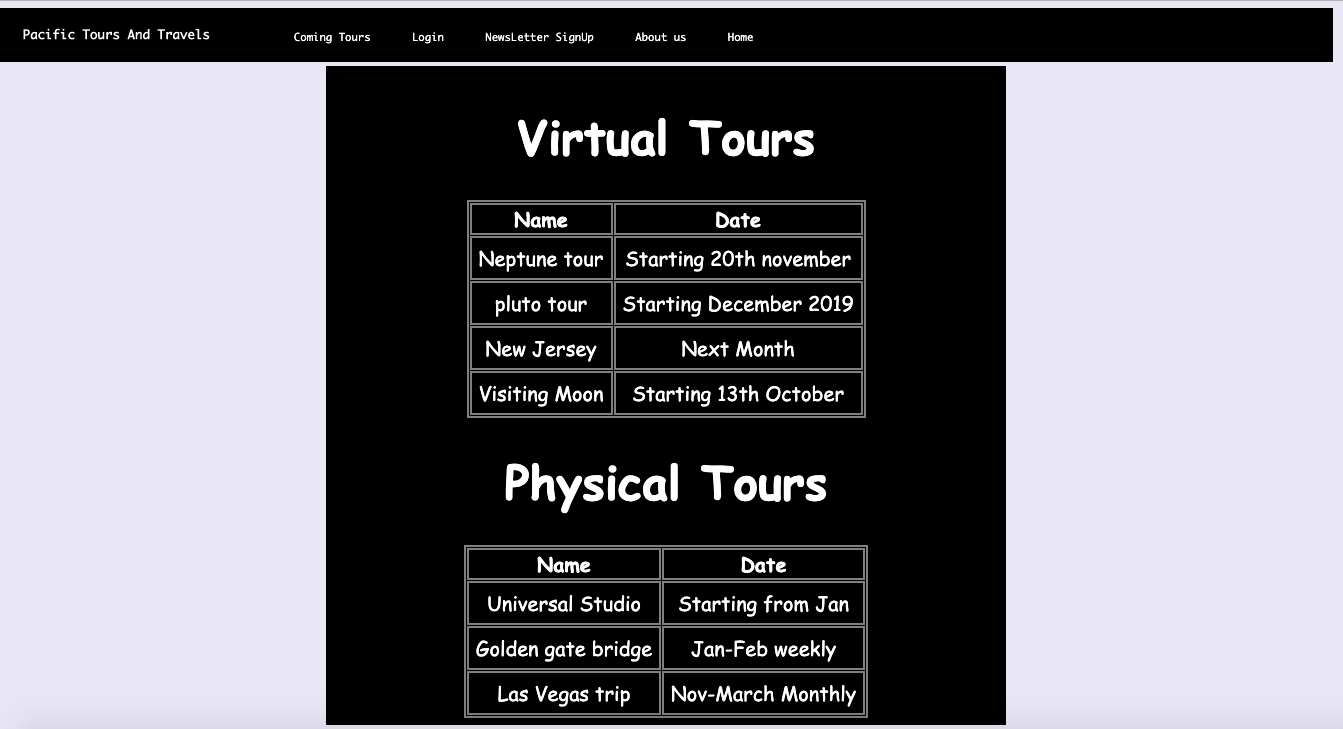 Pacific Tours And Travels Coming Tours Login NewsLetter SignUp About us Home
Virtual Tours
Name Date
Neptune tour Starting 20th november
pluto tour Starting December 2019
New Jersey Next Month
Visiting Moon Starting 13th October
Physical Tours
Name Date
Universal Studio Starting from Jan
Golden gate bridge Jan-Feb weekly
Las Vegas trip Nov-March Monthly